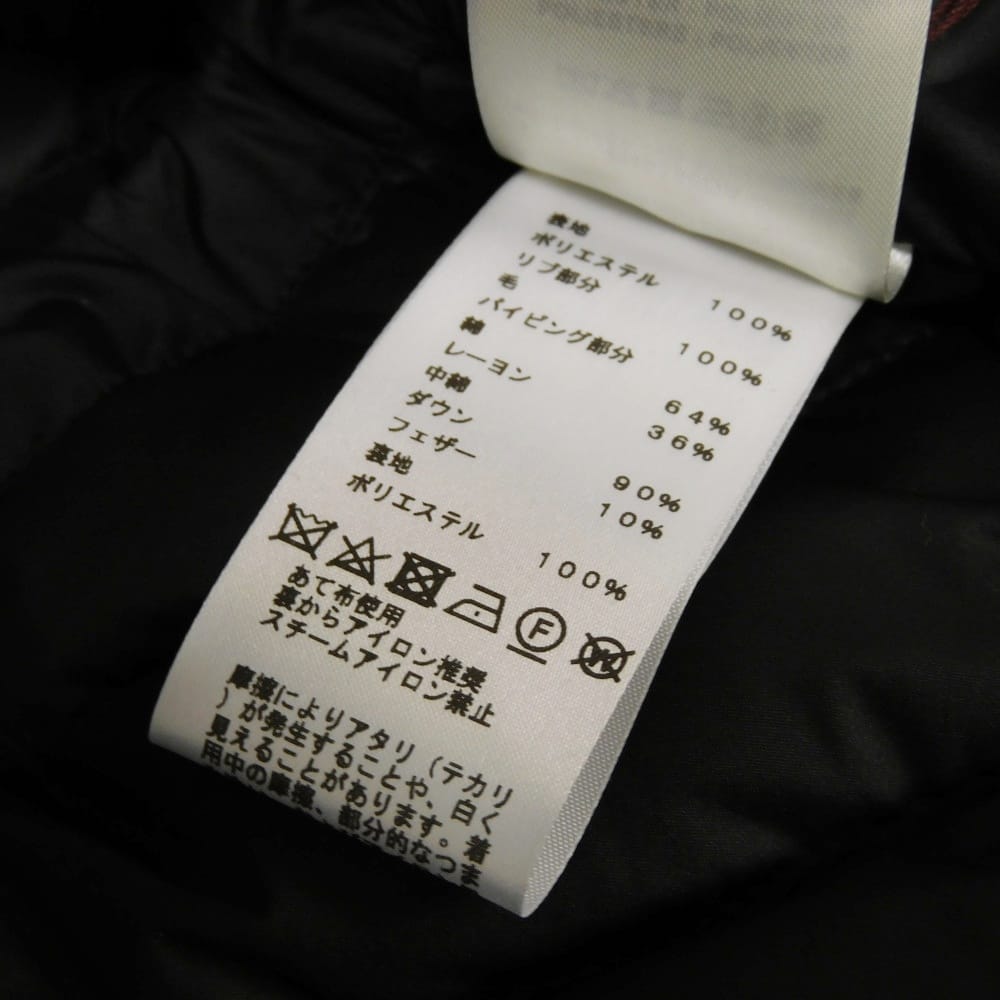 表地
ポリエステル 100%
リブ部分
毛 100%
パイピング部分
綿 64%
レーヨン 36%
中綿
ダウン 90%
フェザー 10%
裏地
ポリエステル 100%
F W
あて布使用
裏からアイロン推奨
スチームアイロン禁止
摩擦によりアタリ(テカリ
)が発生することや、白く
見えることがあります。着
用中の摩擦、部分的なつま